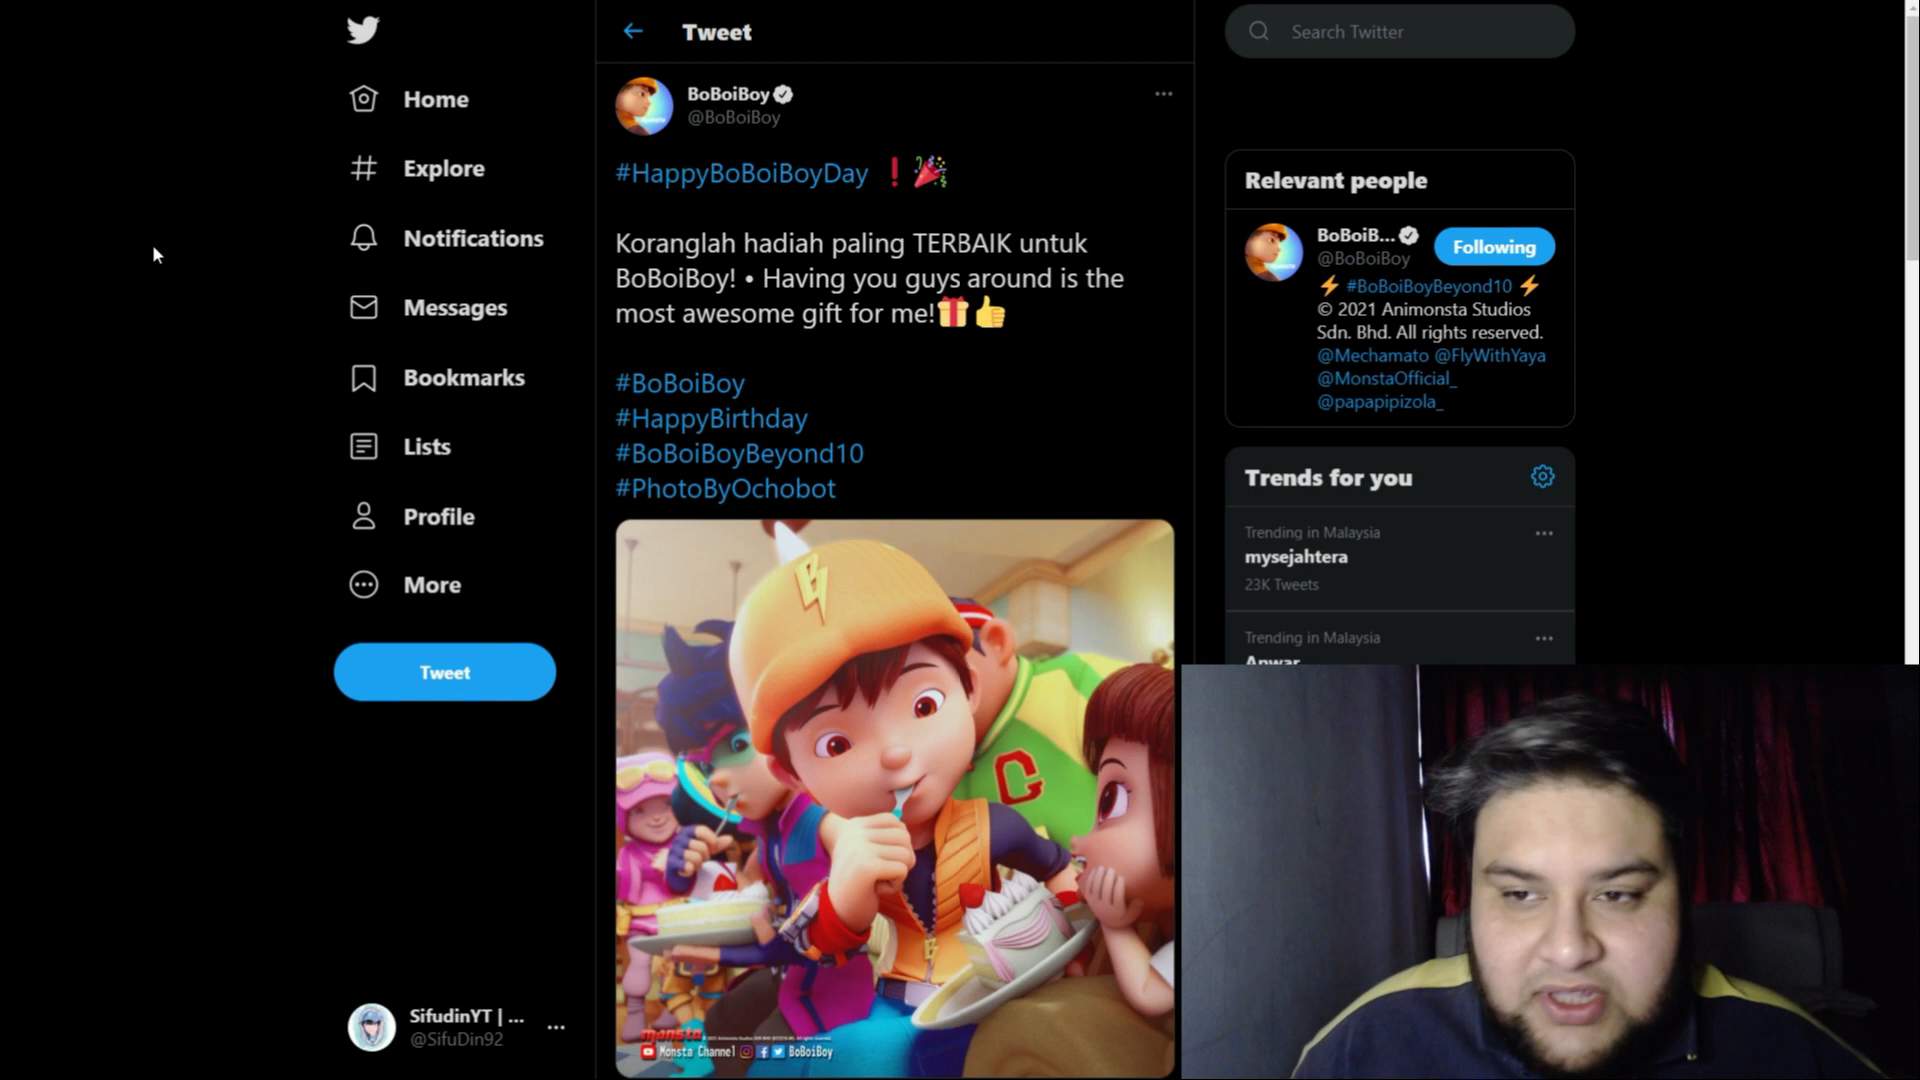 Home
Explore
Notifications
Messages
Bookmarks
Lists
Profile
More
Tweet
SifudinYT | ...
@SifuDin92
Tweet
BoBoiBoy
@BoBoiBoy
#HappyBoBoiBoyDay ❗🎉
Koranglah hadiah paling TERBAIK untuk
BoBoiBoy! • Having you guys around is the
most awesome gift for me!🎁👍
#BoBoiBoy
#HappyBirthday
#BoBoiBoyBeyond10
#PhotoByOchobot
monsta
Monsta Channel BoBoiBoy
Search Twitter
Relevant people
BoBoiB...
@BoBoiBoy
Following
⚡ #BoBoiBoyBeyond10 ⚡
© 2021 Animonsta Studios
Sdn. Bhd. All rights reserved.
@Mechamato @FlyWithYaya
@MonstaOfficial_
@papapipizola_
Trends for you
Trending in Malaysia
mysejahtera
23K Tweets
Trending in Malaysia
Anwar